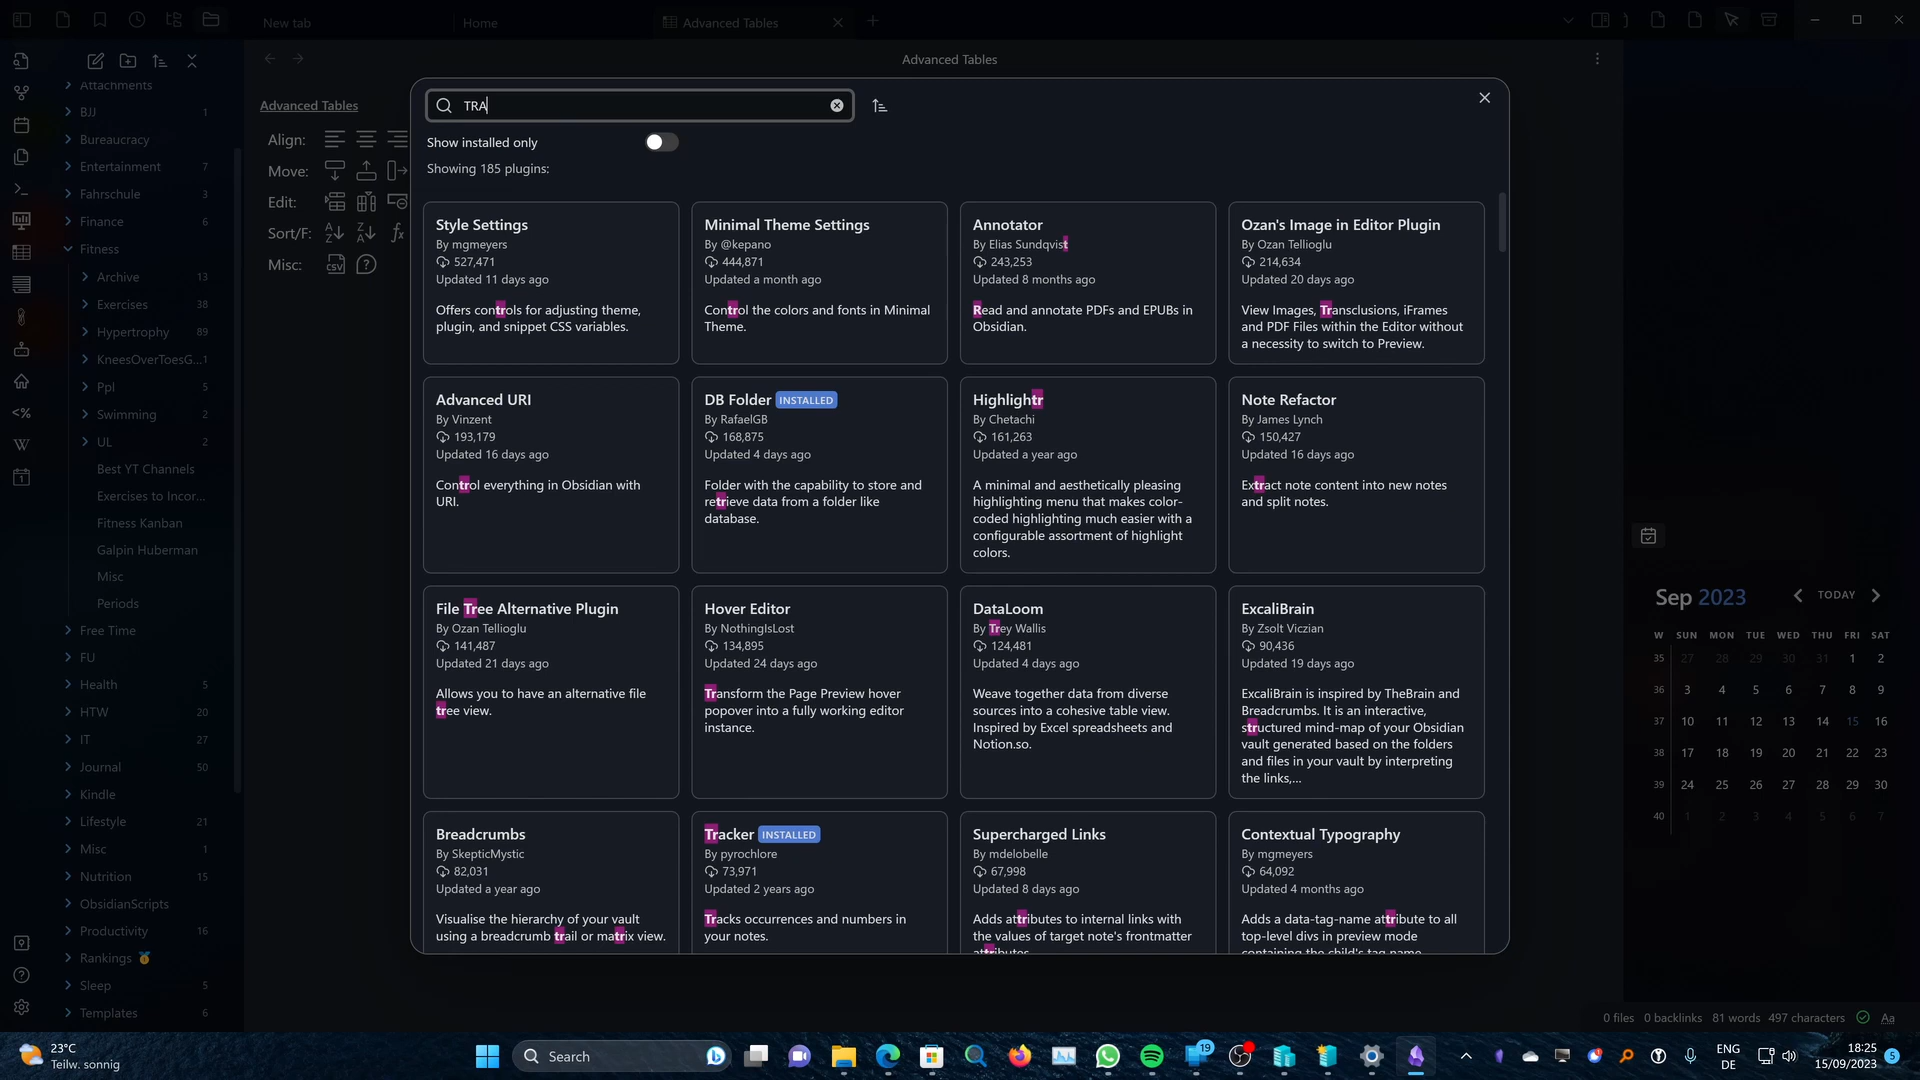 New tab
Home
Advanced Tables
Advanced Tables
Attachments
BJJ 1
Bureaucracy
Entertainment 7
Fahrschule 3
Finance 6
Fitness
Archive 13
Exercises 38
Hypertrophy 89
KneesOverToesG... 1
Ppl 5
Swimming 2
UL 2
Best YT Channels
Exercises to Incor...
Fitness Kanban
Galpin Huberman
Misc
Periods
Free Time
FU
Health 5
HTW 20
IT 27
Journal 50
Kindle
Lifestyle 21
Misc 1
Nutrition 15
ObsidianScripts
Productivity 16
Rankings
Sleep 5
Templates 6
Advanced Tables
Align:
Move:
Edit:
Sort/F:
Misc:
TRA
Show installed only
Showing 185 plugins:
Style Settings
By mgmeyers
527,471
Updated 11 days ago
Offers controls for adjusting theme,
plugin, and snippet CSS variables.
Minimal Theme Settings
By @kepano
444,871
Updated a month ago
Control the colors and fonts in Minimal
Theme.
Annotator
By Elias Sundqvist
243,253
Updated 8 months ago
Read and annotate PDFs and EPUBs in
Obsidian.
Ozan's Image in Editor Plugin
By Ozan Tellioglu
214,634
Updated 20 days ago
View Images, Transclusions, iFrames
and PDF Files within the Editor without
a necessity to switch to Preview.
Advanced URI
By Vinzent
193,179
Updated 16 days ago
Control everything in Obsidian with
URI.
DB Folder INSTALLED
By RafaelGB
168,875
Updated 4 days ago
Folder with the capability to store and
retrieve data from a folder like
database.
Highlightr
By Chetachi
161,263
Updated a year ago
A minimal and aesthetically pleasing
highlighting menu that makes color-
coded highlighting much easier with a
configurable assortment of highlight
colors.
Note Refactor
By James Lynch
150,427
Updated 16 days ago
Extract note content into new notes
and split notes.
File Tree Alternative Plugin
By Ozan Tellioglu
141,487
Updated 21 days ago
Allows you to have an alternative file
tree view.
Hover Editor
By NothingIsLost
134,895
Updated 24 days ago
Transform the Page Preview hover
popover into a fully working editor
instance.
DataLoom
By Trey Wallis
124,481
Updated 4 days ago
Weave together data from diverse
sources into a cohesive table view.
Inspired by Excel spreadsheets and
Notion.so.
ExcaliBrain
By Zsolt Viczian
90,436
Updated 19 days ago
ExcaliBrain is inspired by TheBrain and
Breadcrumbs. It is an interactive,
structured mind-map of your Obsidian
vault generated based on the folders
and files in your vault by interpreting
the links,...
Breadcrumbs
By SkepticMystic
82,031
Updated a year ago
Visualise the hierarchy of your vault
using a breadcrumb trail or matrix view.
Tracker INSTALLED
By pyrochlore
73,971
Updated 2 years ago
Tracks occurrences and numbers in
your notes.
Supercharged Links
By mdelobelle
67,998
Updated 8 days ago
Adds attributes to internal links with
the values of target note's frontmatter
attributes.
Contextual Typography
By mgmeyers
64,092
Updated 4 months ago
Adds a data-tag-name attribute to all
top-level divs in preview mode
containing the child's tag name
Sep 2023 TODAY
W SUN MON TUE WED THU FRI SAT
35 27 28 29 30 31 1 2
36 3 4 5 6 7 8 9
37 10 11 12 13 14 15 16
38 17 18 19 20 21 22 23
39 24 25 26 27 28 29 30
40 1 2 3 4 5 6 7
0 files 0 backlinks 81 words 497 characters Aa
23°C
Teilw. sonnig
Search
19
ENG
DE
18:25
15/09/2023
5